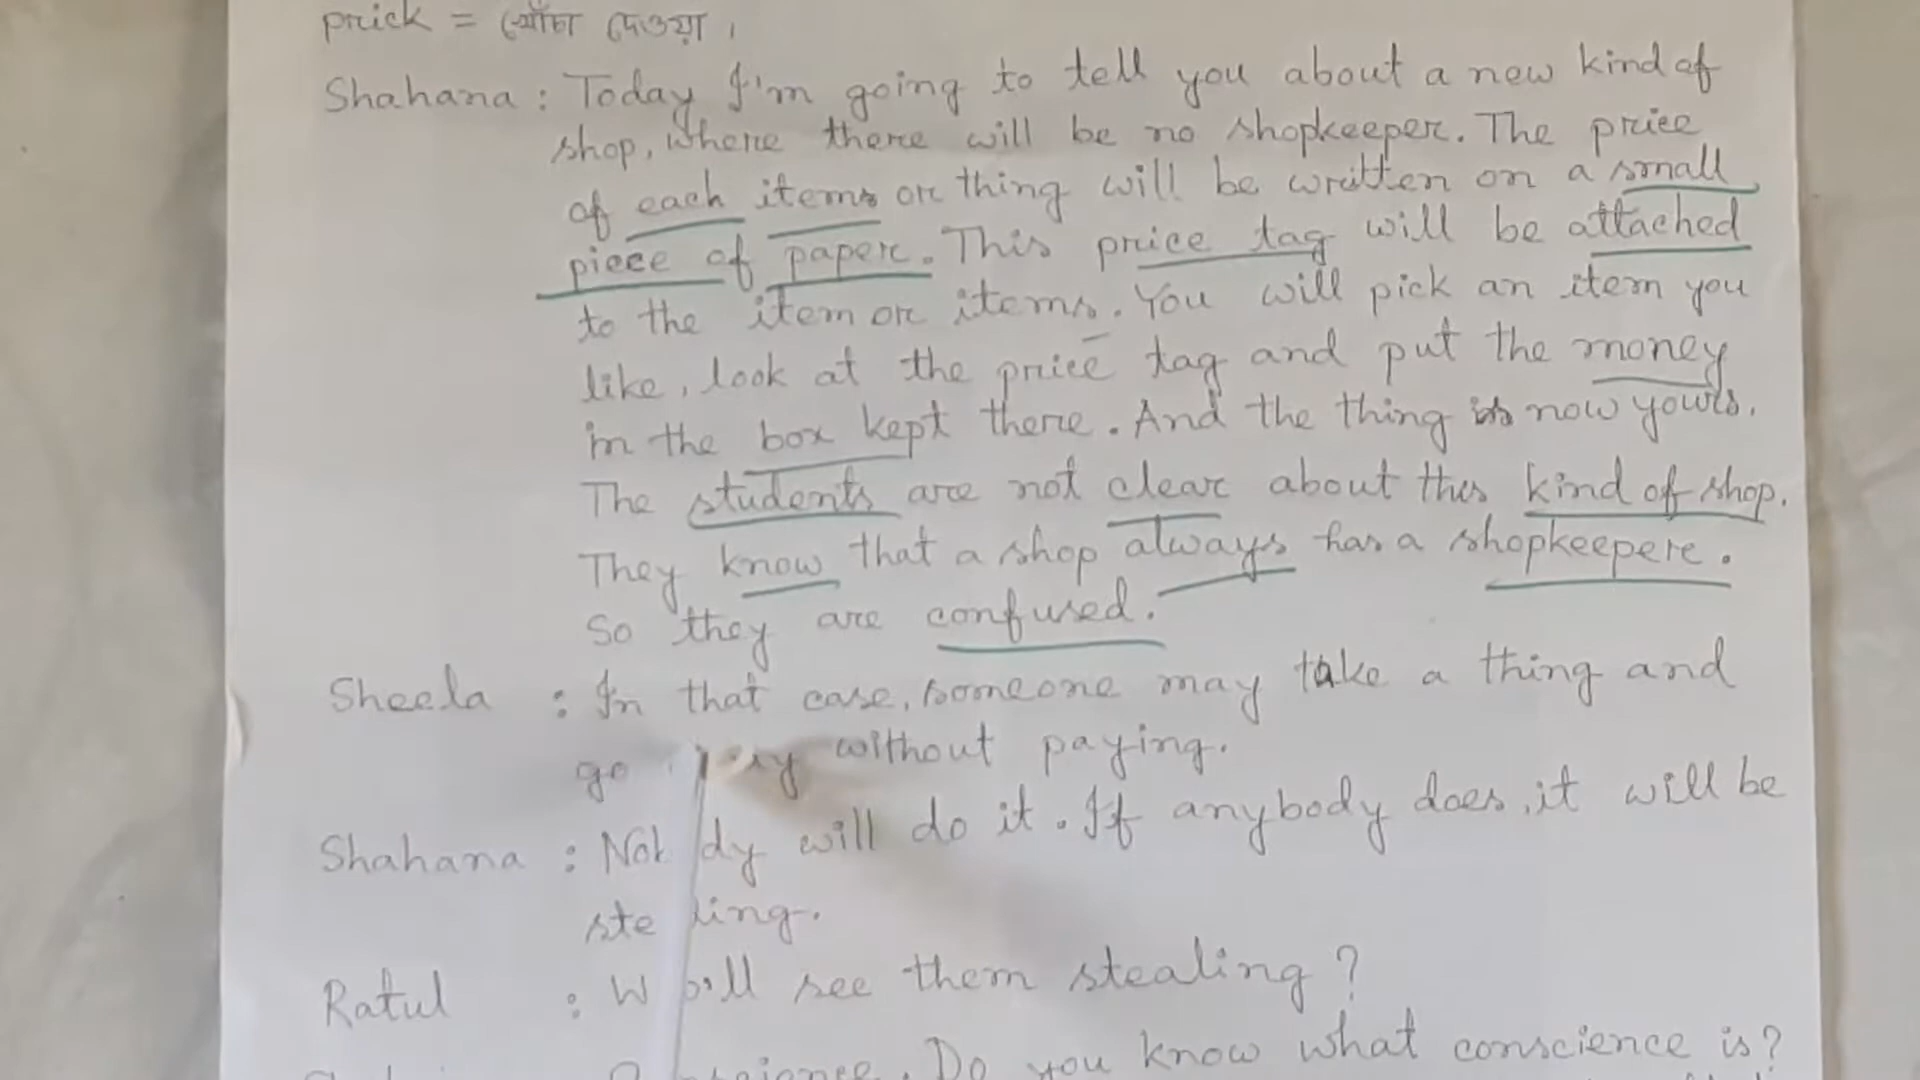 prick = খোঁচা দেওয়া।
Shahana : Today I'm going to tell you about a new kind of
shop, where there will be no shopkeeper. The price
of each items or thing will be written on a small
piece of paper. This price tag will be attached
to the item or items. You will pick an item you
like, look at the price tag and put the money
in the box kept there. And the thing is now yours.
The students are not clear about this kind of shop.
They know that a shop always has a shopkeepere.
So they are confused.
Sheela : In that case, someone may take a thing and
go without paying.
Shahana : will do it. If anybody does, it will be
Ratul : see them stealing?
Do you know what conscience is?